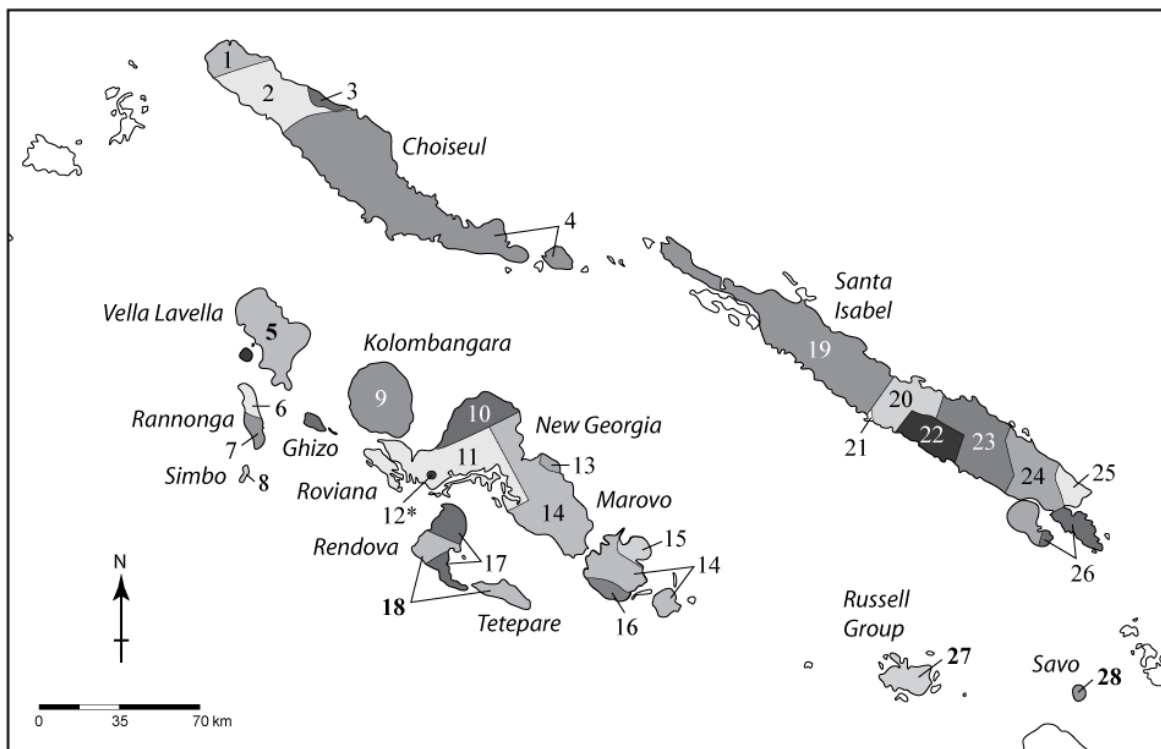 1
2
3
Choiseul
4
Vella Lavella
5
Kolombangara
Santa
Isabel
19
6
Rannonga
7
Ghizo
9
10
New Georgia
20
21
22
23
24
25
Simbo
8
Roviana
11
12*
13
Marovo
14
15
14
16
Rendova
17
18
Tetepare
26
Russell
Group
27
Savo
28
N
0 35 70 km